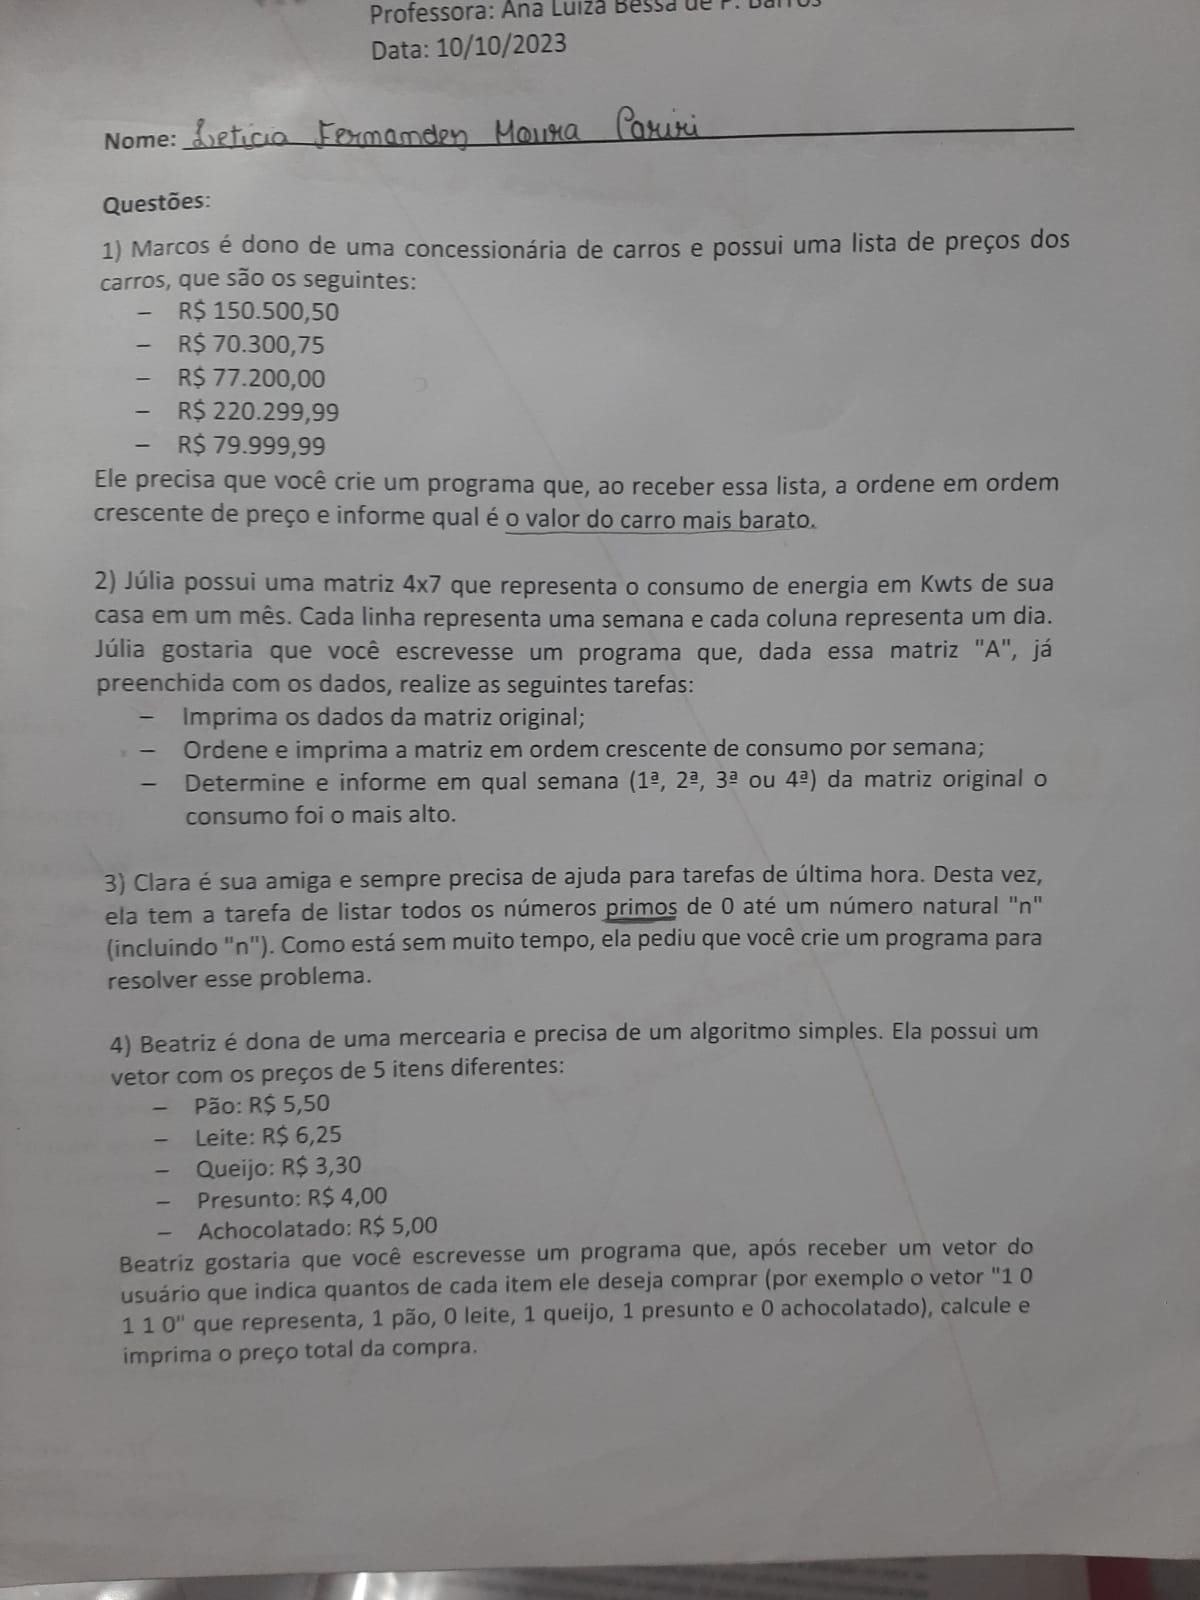 Professora: Ana Luiza Bessa de P. Barros
Data: 10/10/2023
Nome: Letícia Fernandes Moura Cariri
Questões:
1) Marcos é dono de uma concessionária de carros e possui uma lista de preços dos
carros, que são os seguintes:
– R$ 150.500,50
– R$ 70.300,75
– R$ 77.200,00
– R$ 220.299,99
– R$ 79.999,99
Ele precisa que você crie um programa que, ao receber essa lista, a ordene em ordem
crescente de preço e informe qual é o valor do carro mais barato.
2) Júlia possui uma matriz 4x7 que representa o consumo de energia em Kwts de sua
casa em um mês. Cada linha representa uma semana e cada coluna representa um dia.
Júlia gostaria que você escrevesse um programa que, dada essa matriz "A", já
preenchida com os dados, realize as seguintes tarefas:
– Imprima os dados da matriz original;
– Ordene e imprima a matriz em ordem crescente de consumo por semana;
– Determine e informe em qual semana (1ª, 2ª, 3ª ou 4ª) da matriz original o
consumo foi o mais alto.
3) Clara é sua amiga e sempre precisa de ajuda para tarefas de última hora. Desta vez,
ela tem a tarefa de listar todos os números primos de 0 até um número natural "n"
(incluindo "n"). Como está sem muito tempo, ela pediu que você crie um programa para
resolver esse problema.
4) Beatriz é dona de uma mercearia e precisa de um algoritmo simples. Ela possui um
vetor com os preços de 5 itens diferentes:
– Pão: R$ 5,50
– Leite: R$ 6,25
– Queijo: R$ 3,30
– Presunto: R$ 4,00
– Achocolatado: R$ 5,00
Beatriz gostaria que você escrevesse um programa que, após receber um vetor do
usuário que indica quantos de cada item ele deseja comprar (por exemplo o vetor "1 0
1 1 0" que representa, 1 pão, 0 leite, 1 queijo, 1 presunto e 0 achocolatado), calcule e
imprima o preço total da compra.